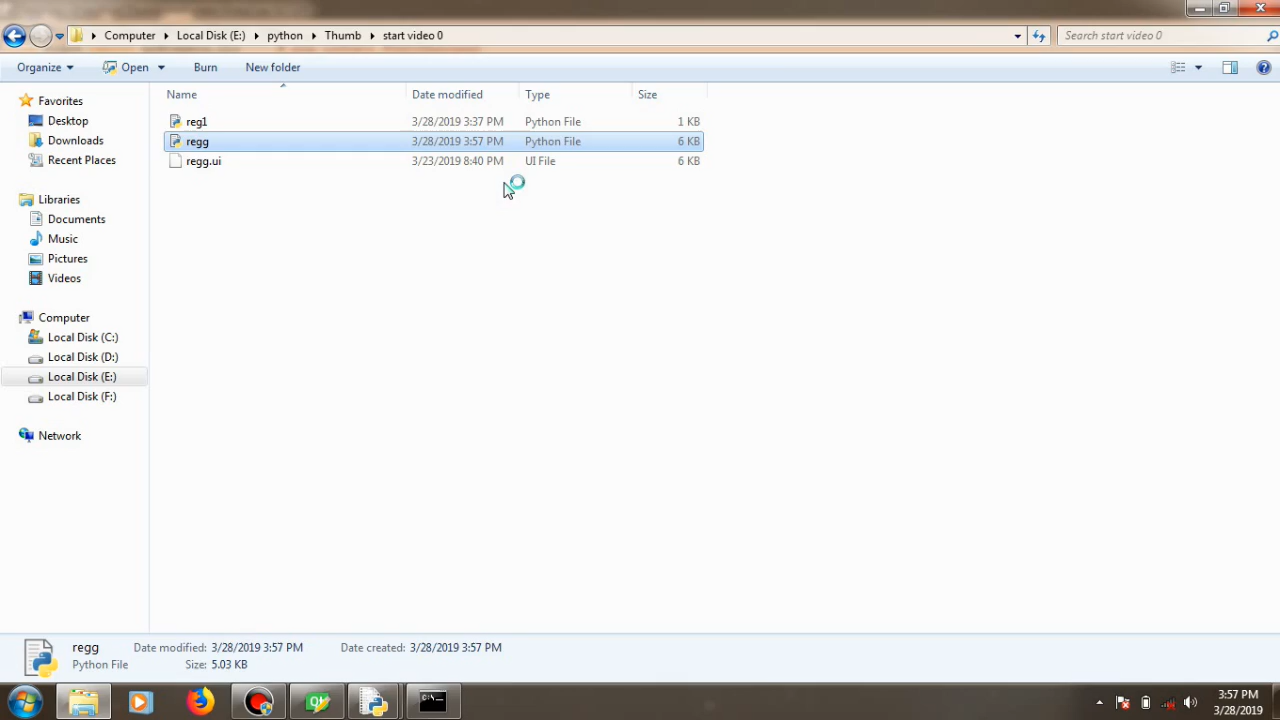 Computer Local Disk (E:) python Thumb start video 0 Search start video 0
Organize Open Burn New folder
Name Date modified Type Size
Favorites
Desktop
Downloads
Recent Places
Libraries
Documents
Music
Pictures
Videos
Computer
Local Disk (C:)
Local Disk (D:)
Local Disk (E:)
Local Disk (F:)
Network
reg1 3/28/2019 3:37 PM Python File 1 KB
regg 3/28/2019 3:57 PM Python File 6 KB
regg.ui 3/23/2019 8:40 PM UI File 6 KB
regg Date modified: 3/28/2019 3:57 PM Date created: 3/28/2019 3:57 PM
Python File Size: 5.03 KB
3:57 PM
3/28/2019